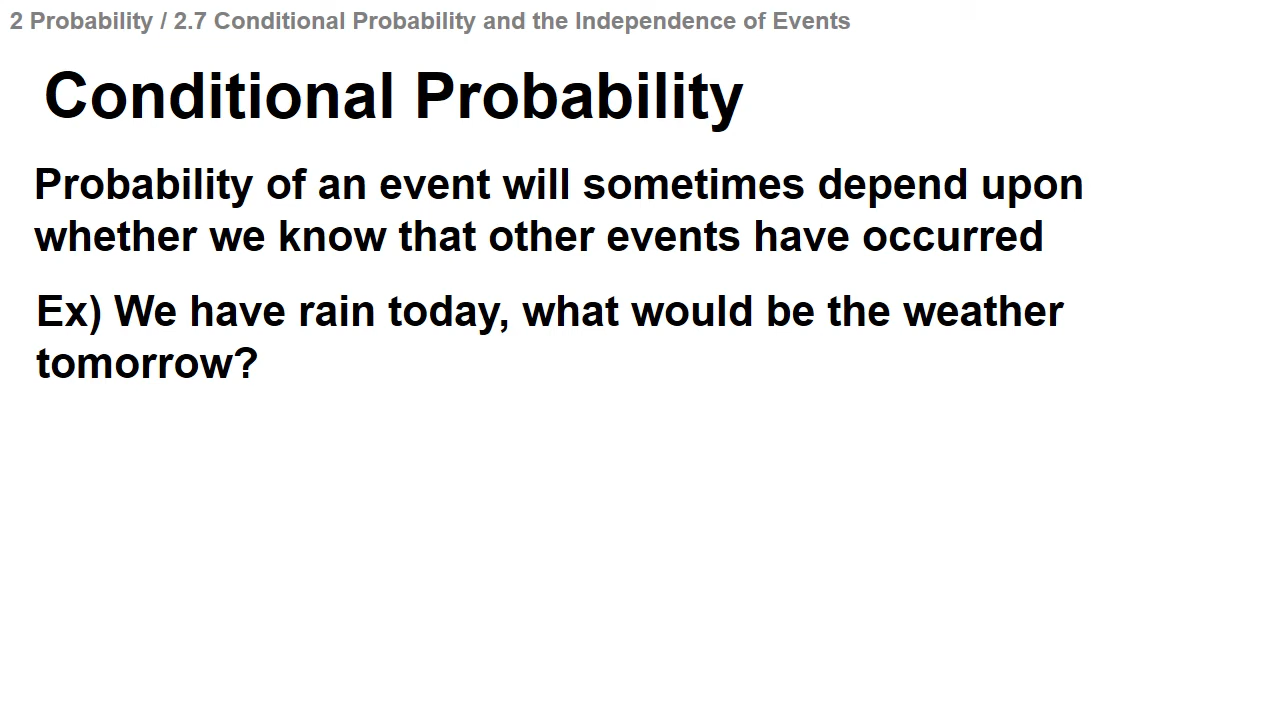 2 Probability / 2.7 Conditional Probability and the Independence of Events
Conditional Probability
Probability of an event will sometimes depend upon
whether we know that other events have occurred
Ex) We have rain today, what would be the weather
tomorrow?